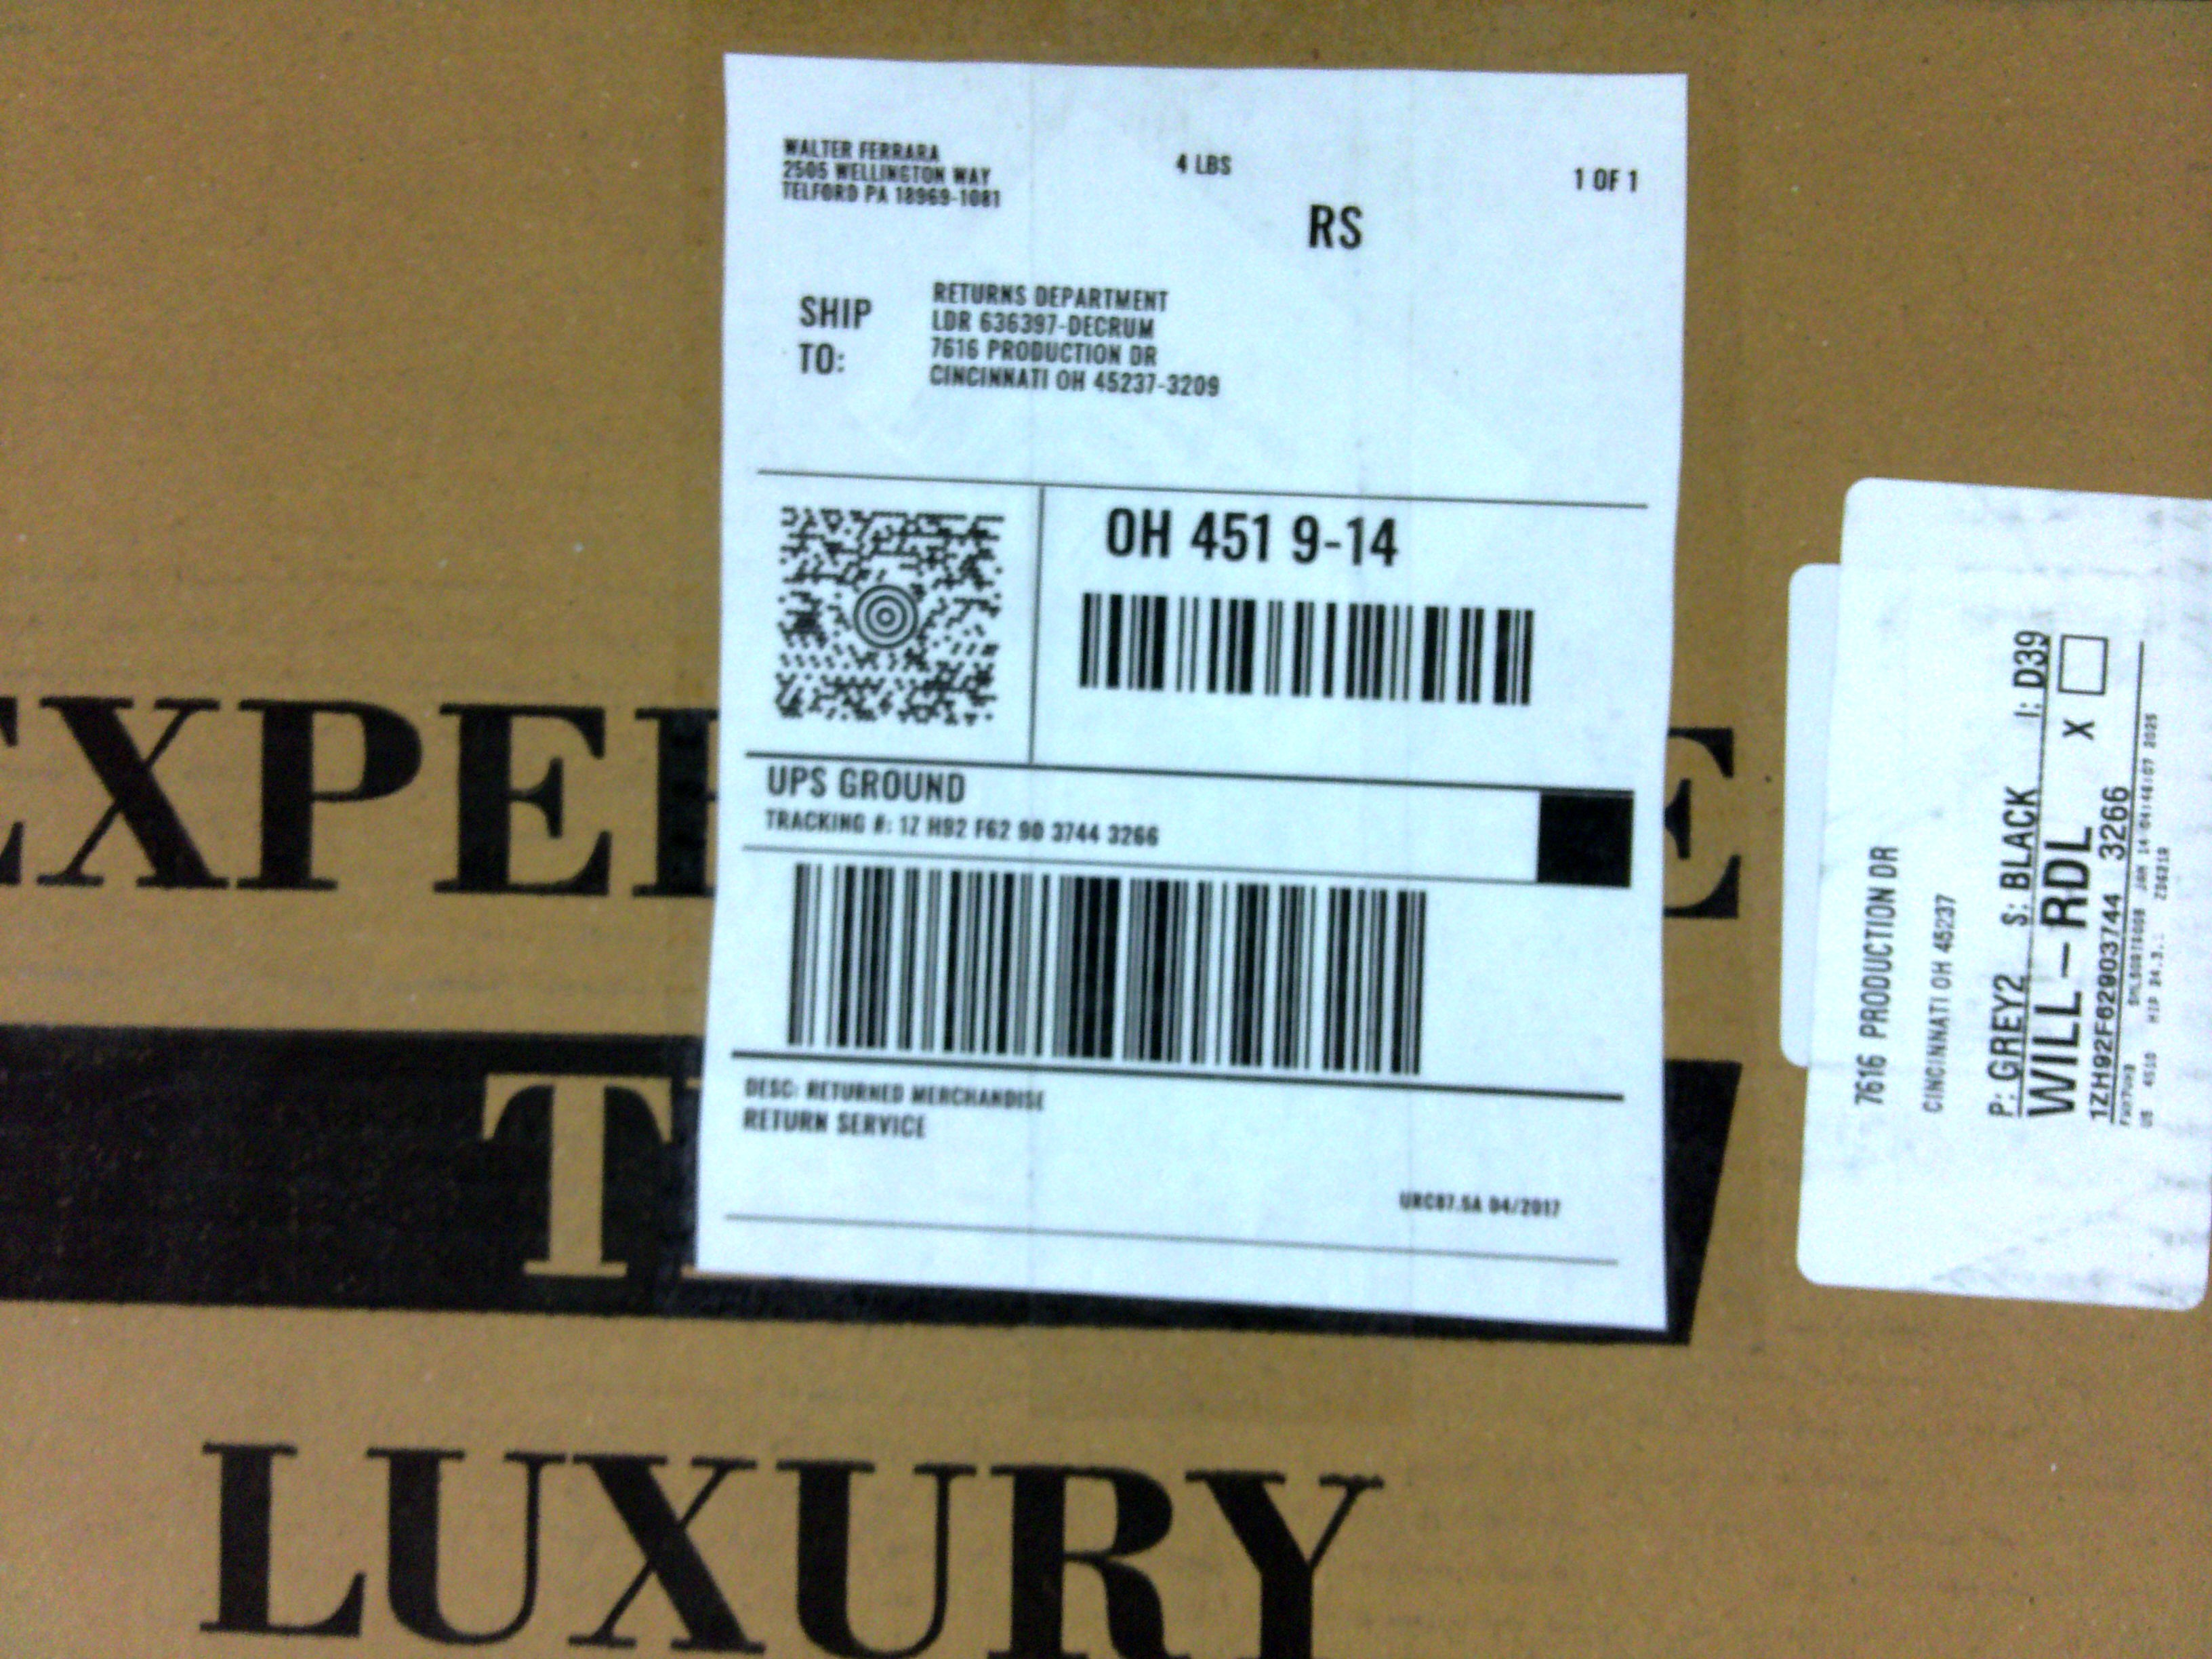 WALTER FERRARA
2505 WELLINGTON WAY
TELFORD PA 18969-1081
4 LBS
1 OF 1
RS
SHIP TO:
RETURNS DEPARTMENT
LDR 636397-DECRUM
7616 PRODUCTION DR
CINCINNATI OH 45237-3209
OH 451 9-14
UPS GROUND
TRACKING #: 1Z H92 F62 90 3744 3266
DESC: RETURNED MERCHANDISE
RETURN SERVICE
URC87.5A 04/2017
E
LUXURY
7616 PRODUCTION DR
CINCINNATI OH 45237
P: GREY2 S: BLACK I: D39
WILL-RDL X
1ZH92F62903744 3266